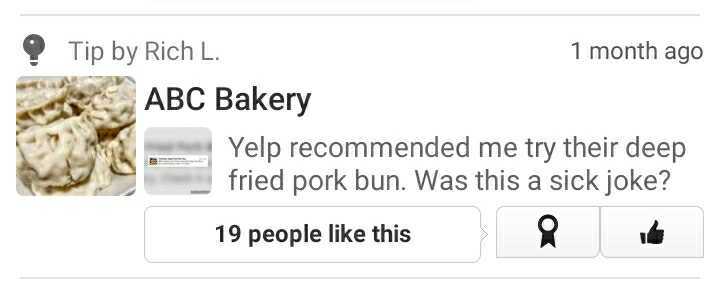 Tip by Rich L.
1 month ago
ABC Bakery
Yelp recommended me try their deep
fried pork bun. Was this a sick joke?
19 people like this